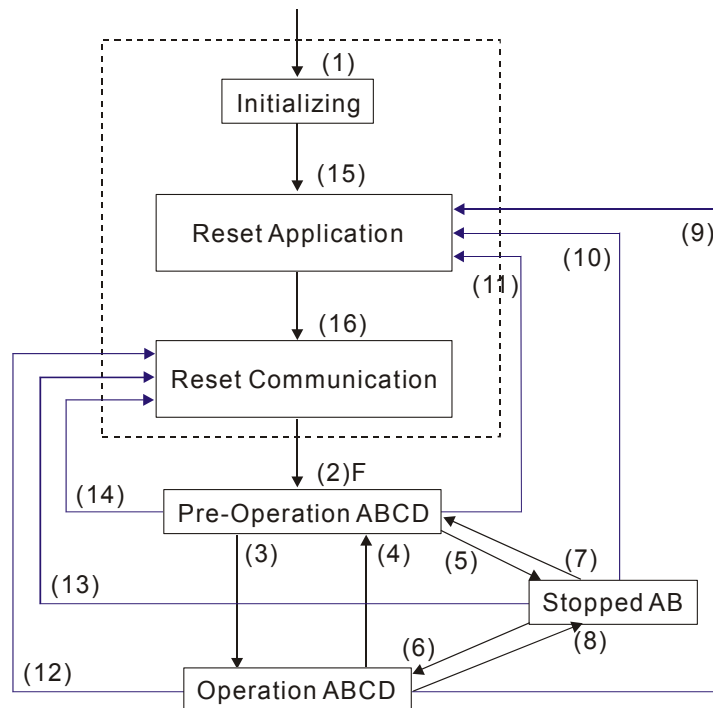 (1)
Initializing
(15)
Reset Application
(9)
(10)
(11)
(16)
Reset Communication
(2)F
(14)
Pre-Operation ABCD
(3)
(4)
(5)
(7)
(13)
Stopped AB
(6)
(8)
(12)
Operation ABCD